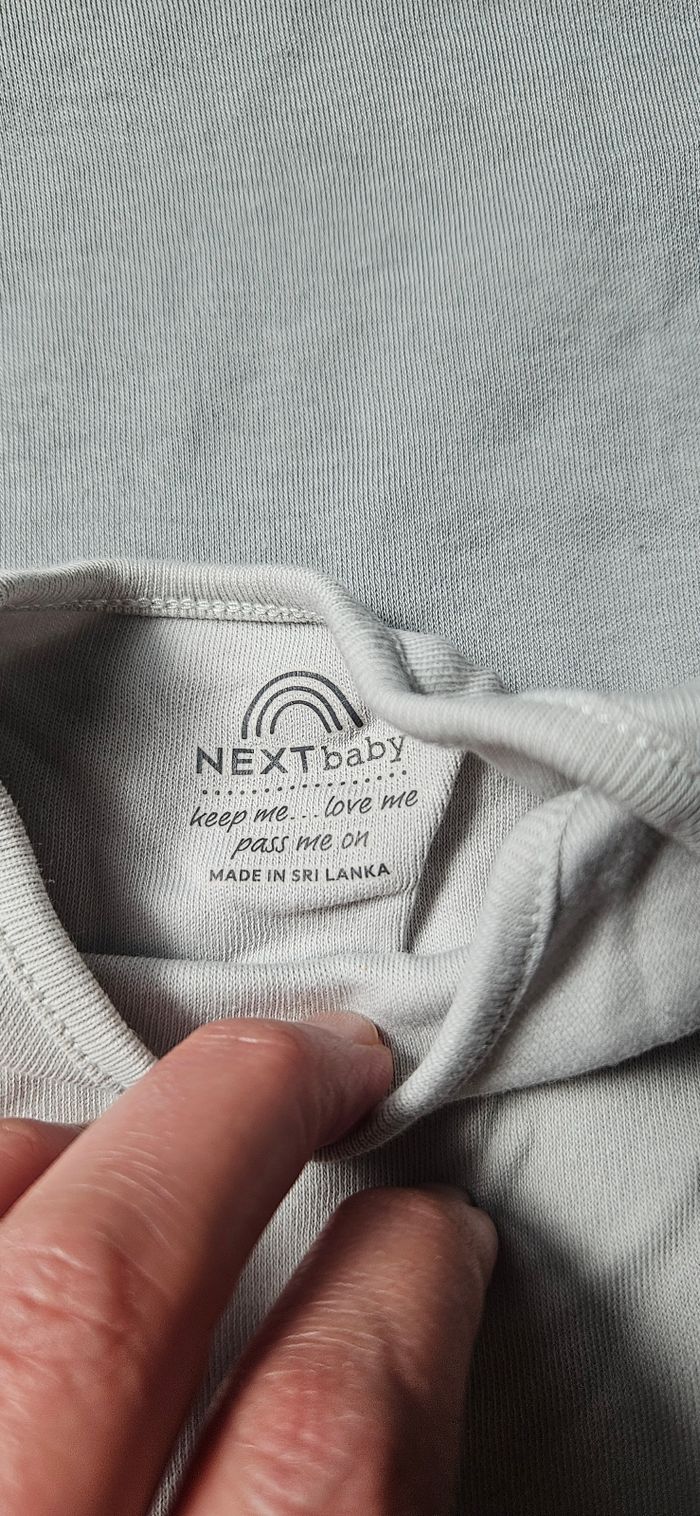 NEXTbaby
keep me...love me
pass me on
MADE IN SRI LANKA